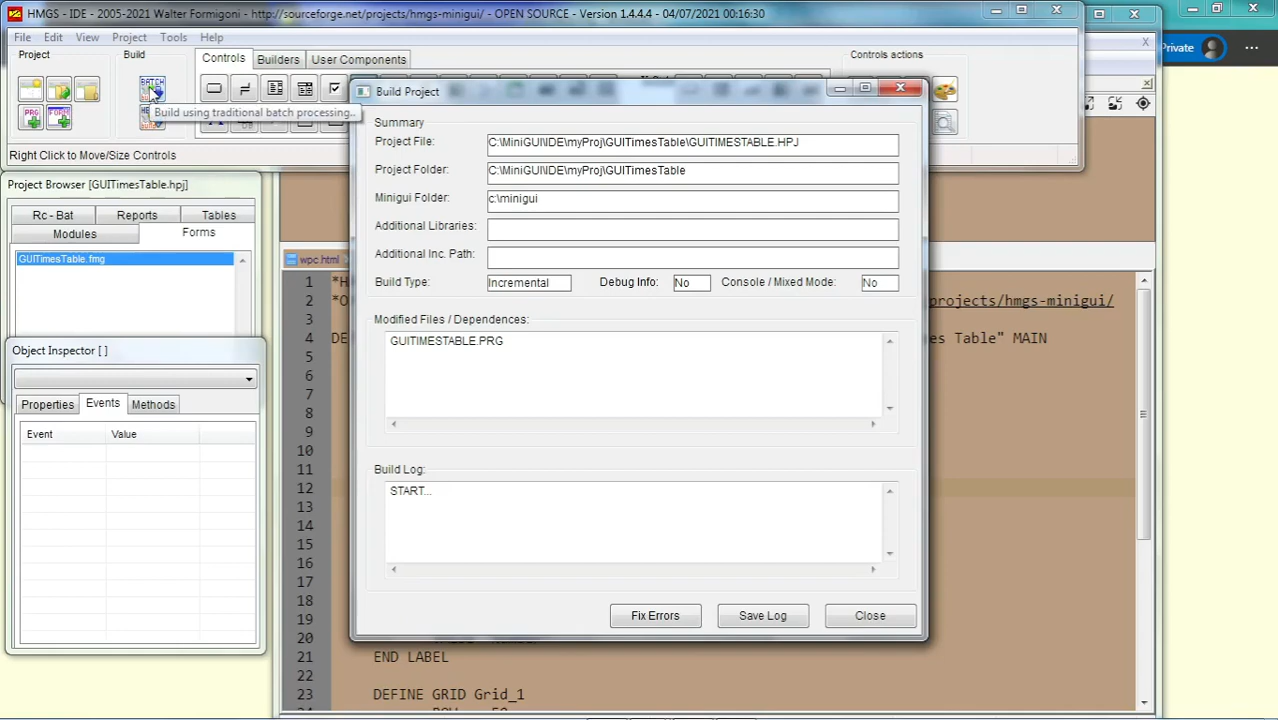 HMGS - IDE - 2005-2021 Walter Formigoni - http://sourceforge.net/projects/hmgs-minigui/ - OPEN SOURCE - Version 1.4.4.4 - 04/07/2021 00:16:30
Private
File Edit View Project Tools Help
Project
Build
Controls Builders User Components
Controls actions
BATCH
PRG
FORM
Build using traditional batch processing..
Right Click to Move/Size Controls
Project Browser [GUITimesTable.hpj]
Rc - Bat Reports Tables
Modules Forms
GUITimesTable.fmg
Object Inspector [ ]
Properties Events Methods
Event Value
Build Project
Summary
Project File: C:\MiniGUI\IDE\myProj\GUITimesTable\GUITIMESTABLE.HPJ
Project Folder: C:\MiniGUI\IDE\myProj\GUITimesTable
Minigui Folder: c:\minigui
Additional Libraries:
Additional Inc. Path:
Build Type: Incremental Debug Info: No Console / Mixed Mode: No
Modified Files / Dependences:
GUITIMESTABLE.PRG
Build Log:
START...
Fix Errors Save Log Close
wpc.html
1 *H
2 *O projects/hmgs-minigui/
3
4 DE es Table" MAIN
5
6
7
8
9
10
11
12
13
14
15
16
17
18
19
20
21 END LABEL
22
23 DEFINE GRID Grid_1